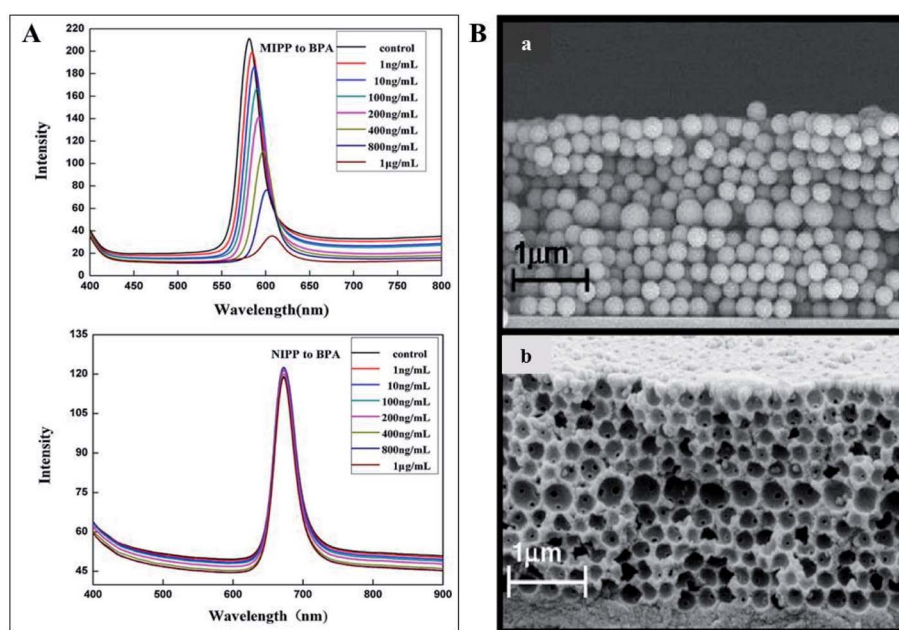 A
220
200
180
160
140
120
100
80
60
40
20
0
Intensity
MIPP to BPA
control
1ng/mL
10ng/mL
100ng/mL
200ng/mL
400ng/mL
800ng/mL
1μg/mL
400 450 500 550 600 650 700 750 800
Wavelength(nm)
135
120
105
90
75
60
45
Intensity
NIPP to BPA
control
1ng/mL
10ng/mL
100ng/mL
200ng/mL
400ng/mL
800ng/mL
1μg/mL
400 500 600 700 800 900
Wavelength (nm)
B
a
1μm
b
1μm